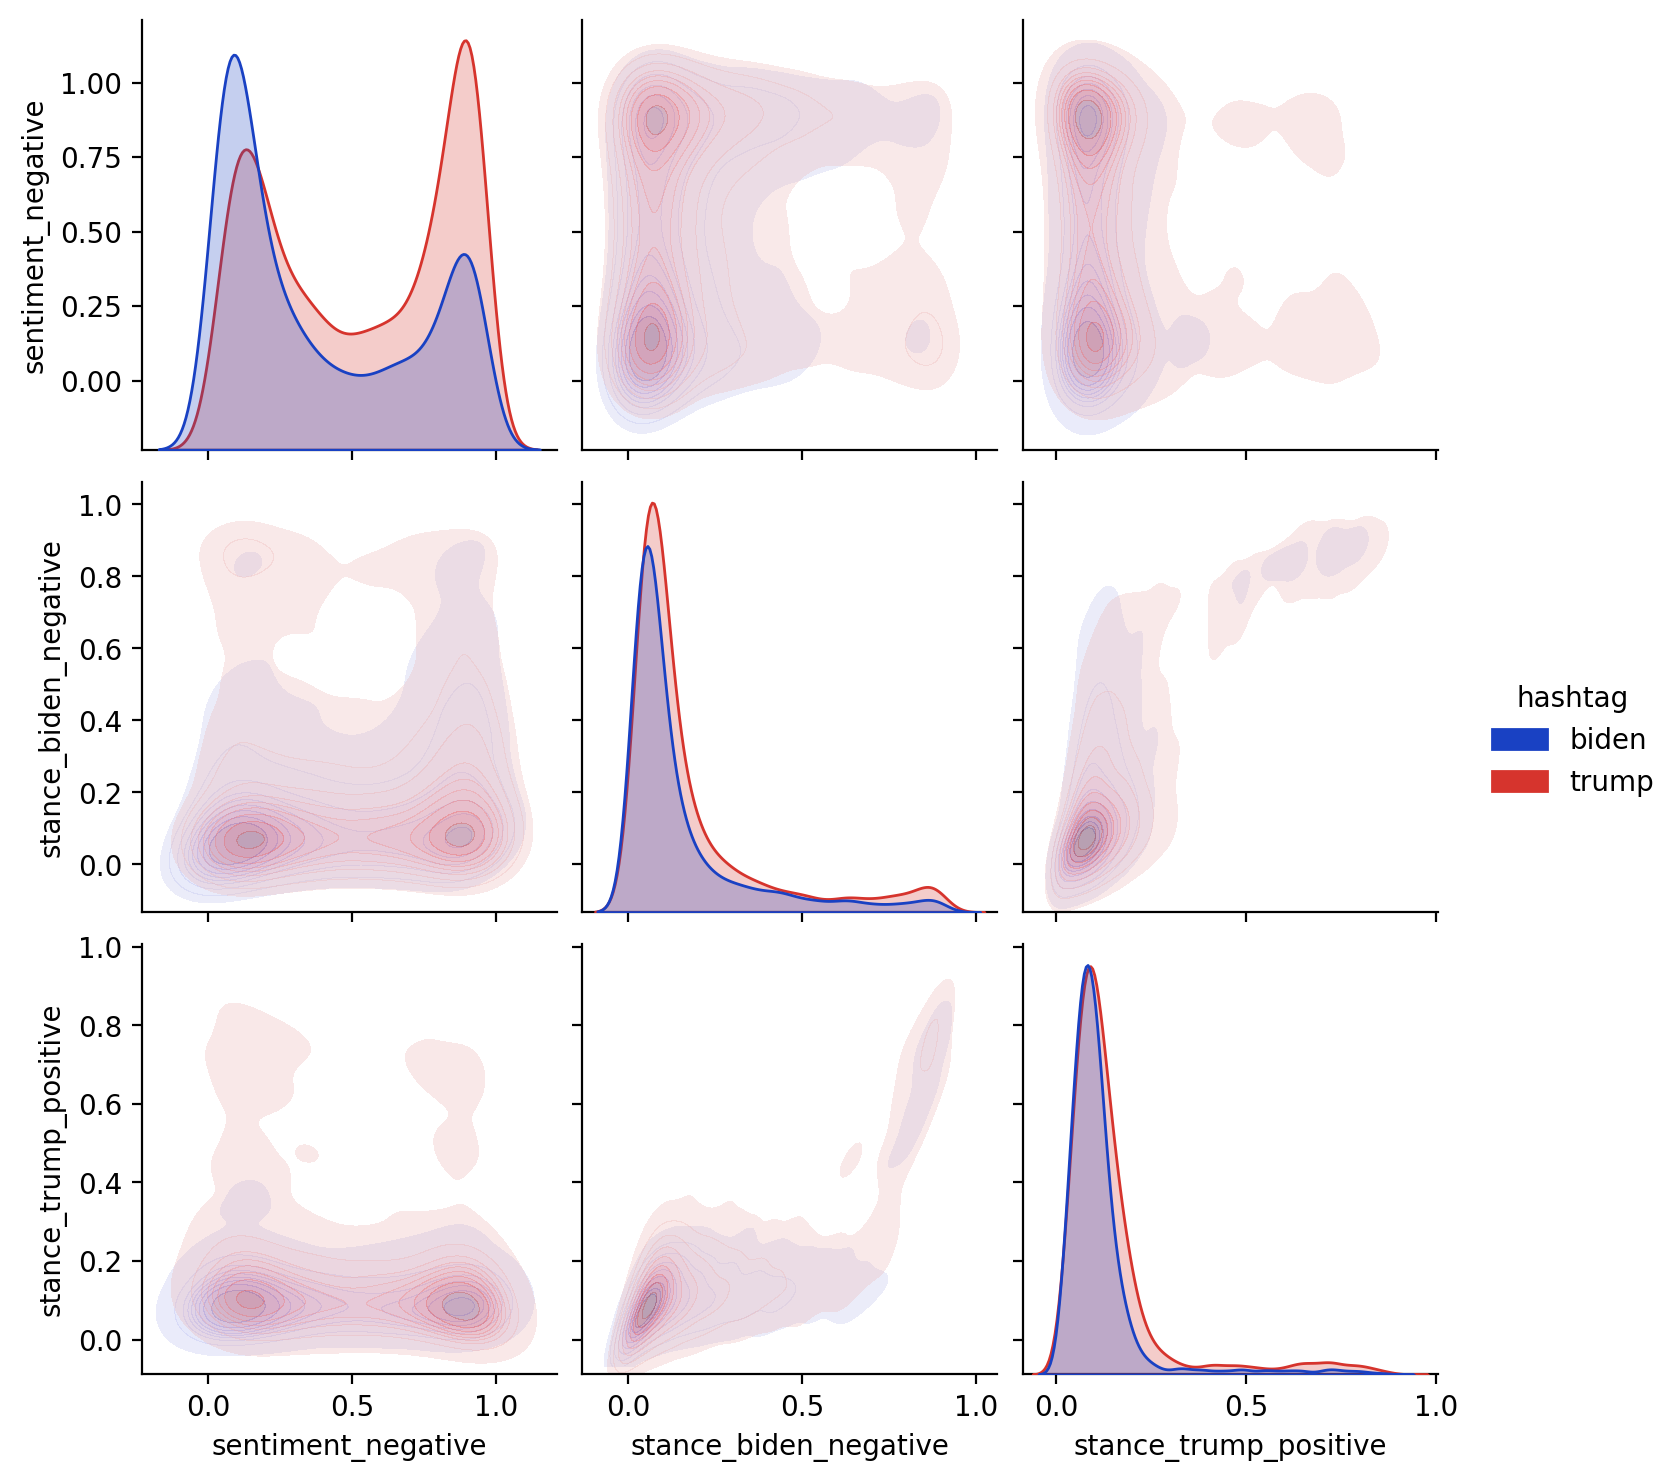 sentiment_negative
1.00
0.75
0.50
0.25
0.00
stance_biden_negative
1.0
0.8
0.6
0.4
0.2
0.0
hashtag
biden
trump
stance_trump_positive
1.0
0.8
0.6
0.4
0.2
0.0
0.0 0.5 1.0 0.0 0.5 1.0 0.0 0.5 1.0
sentiment_negative stance_biden_negative stance_trump_positive